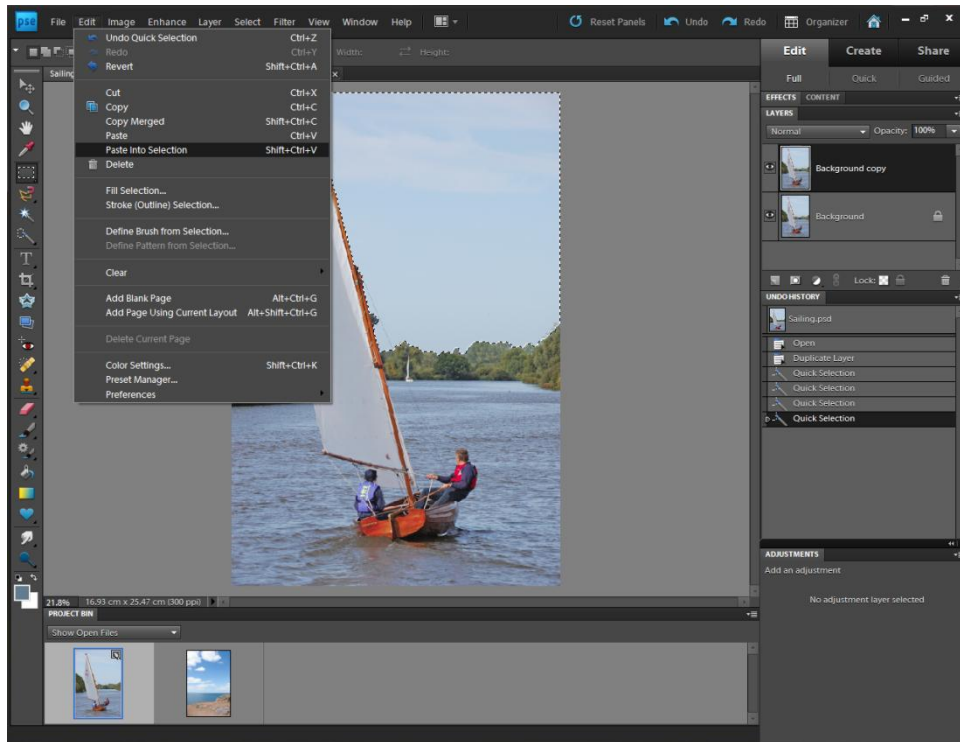 pse File Edit Image Enhance Layer Select Filter View Window Help Reset Panels Undo Redo Organizer
Width: Height:
Edit Create Share
Full Quick Guided
Sailing
Undo Quick Selection Ctrl+Z
Redo Ctrl+Y
Revert Shift+Ctrl+A
Cut Ctrl+X
Copy Ctrl+C
Copy Merged Shift+Ctrl+C
Paste Ctrl+V
Paste Into Selection Shift+Ctrl+V
Delete
Fill Selection...
Stroke (Outline) Selection...
Define Brush from Selection...
Define Pattern from Selection...
Clear
Add Blank Page Alt+Ctrl+G
Add Page Using Current Layout Alt+Shift+Ctrl+G
Delete Current Page
Color Settings... Shift+Ctrl+K
Preset Manager...
Preferences
EFFECTS CONTENT
LAYERS
Normal Opacity: 100%
Background copy
Background
Lock:
UNDO HISTORY
Sailing.psd
Open
Duplicate Layer
Quick Selection
Quick Selection
Quick Selection
Quick Selection
ADJUSTMENTS
Add an adjustment
No adjustment layer selected
21.8% 16.93 cm x 25.47 cm (300 ppi)
PROJECT BIN
Show Open Files